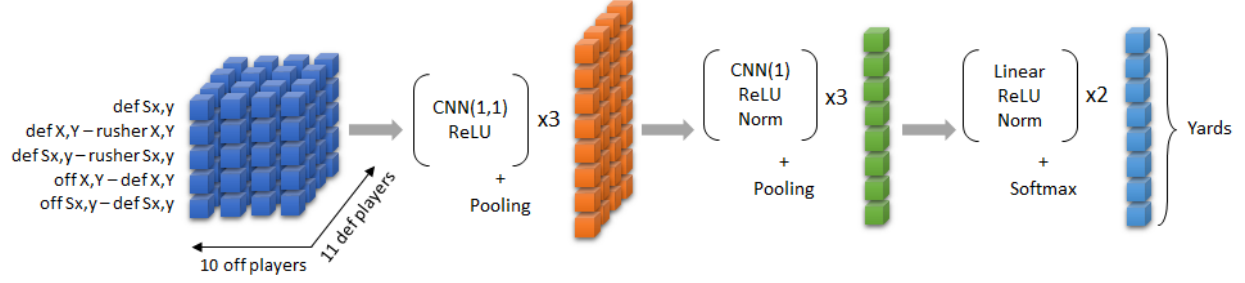 def Sx,y
def X,Y – rusher X,Y
def Sx,y – rusher Sx,y
off X,Y – def X,Y
off Sx,y – def Sx,y
10 off players
11 def players
CNN(1,1)
ReLU
x3
+
Pooling
CNN(1)
ReLU
Norm
x3
+
Pooling
Linear
ReLU
Norm
x2
+
Softmax
Yards